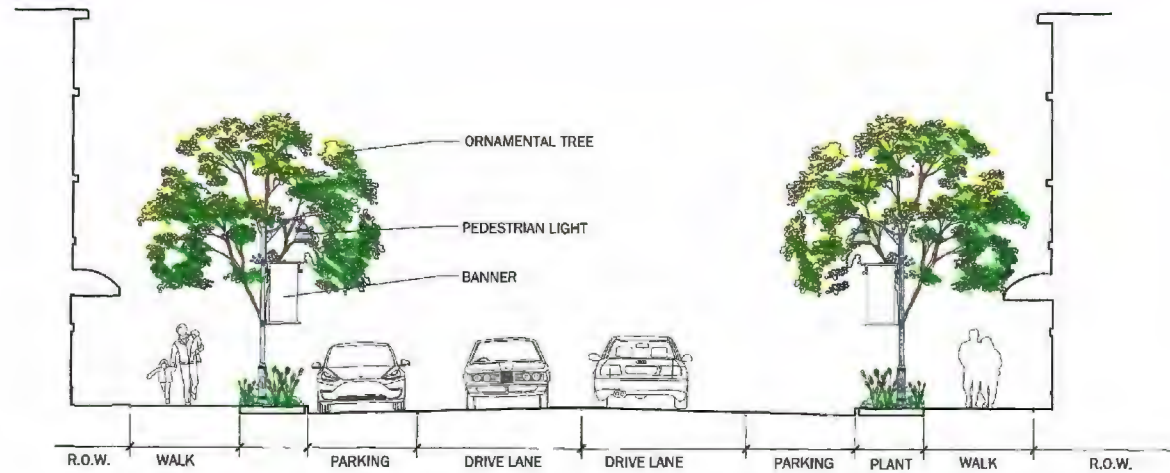 ORNAMENTAL TREE
PEDESTRIAN LIGHT
BANNER
R.O.W. WALK PARKING DRIVE LANE DRIVE LANE PARKING PLANT WALK R.O.W.